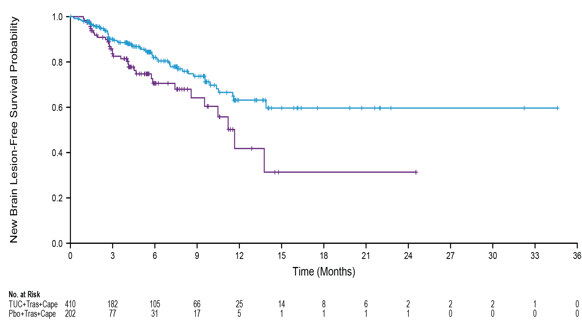 New Brain Lesion-Free Survival Probability
1.0
0.8
0.6
0.4
0.2
0.0
0 3 6 9 12 15 18 21 24 27 30 33 36
Time (Months)
No. at Risk
TUC+Tras+Cape 410 182 105 66 25 14 8 6 2 2 2 1 0
Pbo+Tras+Cape 202 77 31 17 5 1 1 1 1 0 0 0 0